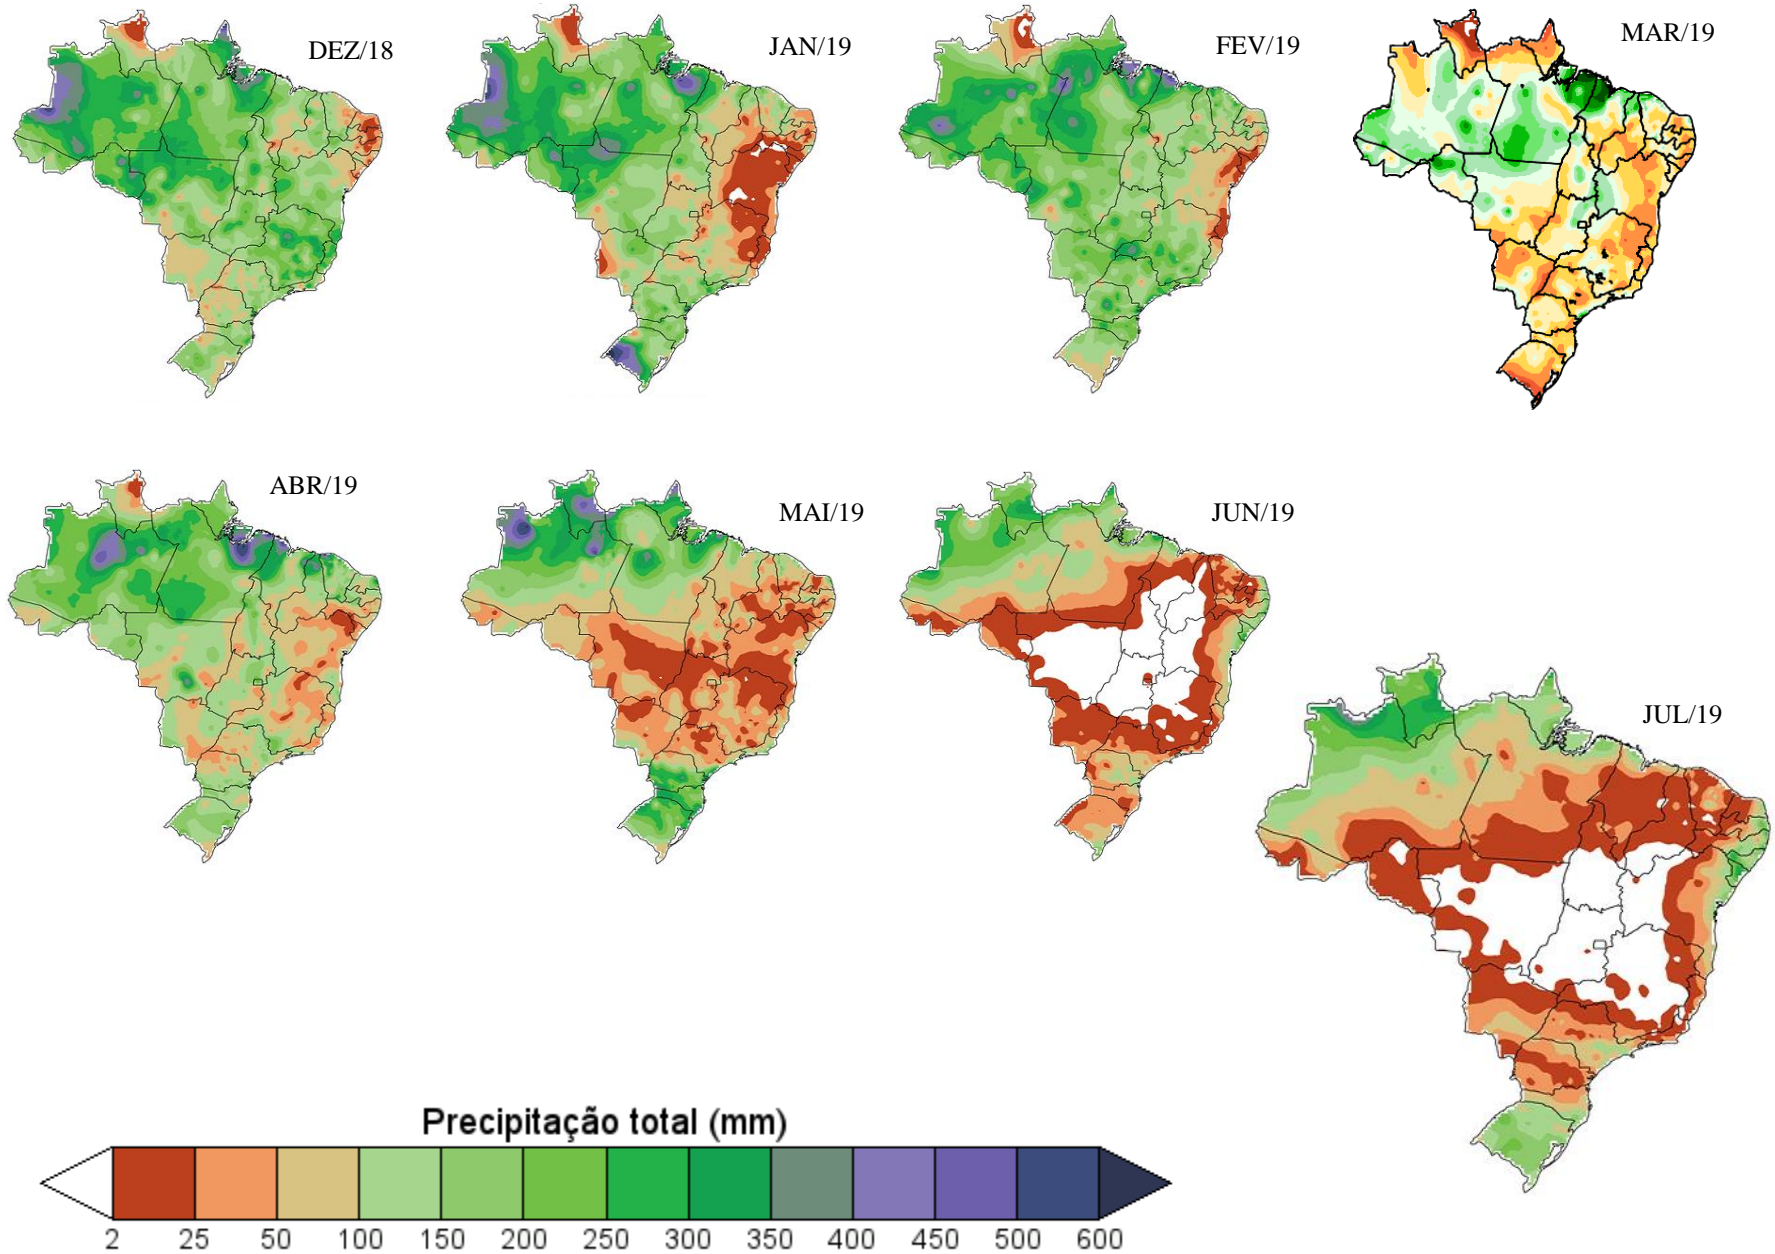 DEZ/18
JAN/19
FEV/19
MAR/19
ABR/19
MAI/19
JUN/19
JUL/19
Precipitação total (mm)
2 25 50 100 150 200 250 300 350 400 450 500 600